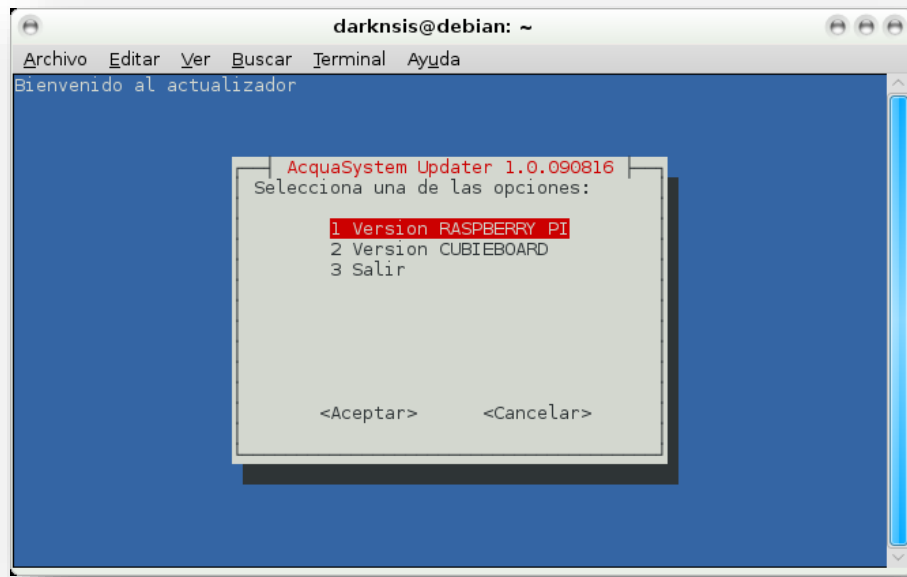 darknsis@debian: ~
Archivo Editar Ver Buscar Terminal Ayuda
Bienvenido al actualizador
AcquaSystem Updater 1.0.090816
Selecciona una de las opciones:
1 Version RASPBERRY PI
2 Version CUBIEBOARD
3 Salir
<Aceptar> <Cancelar>